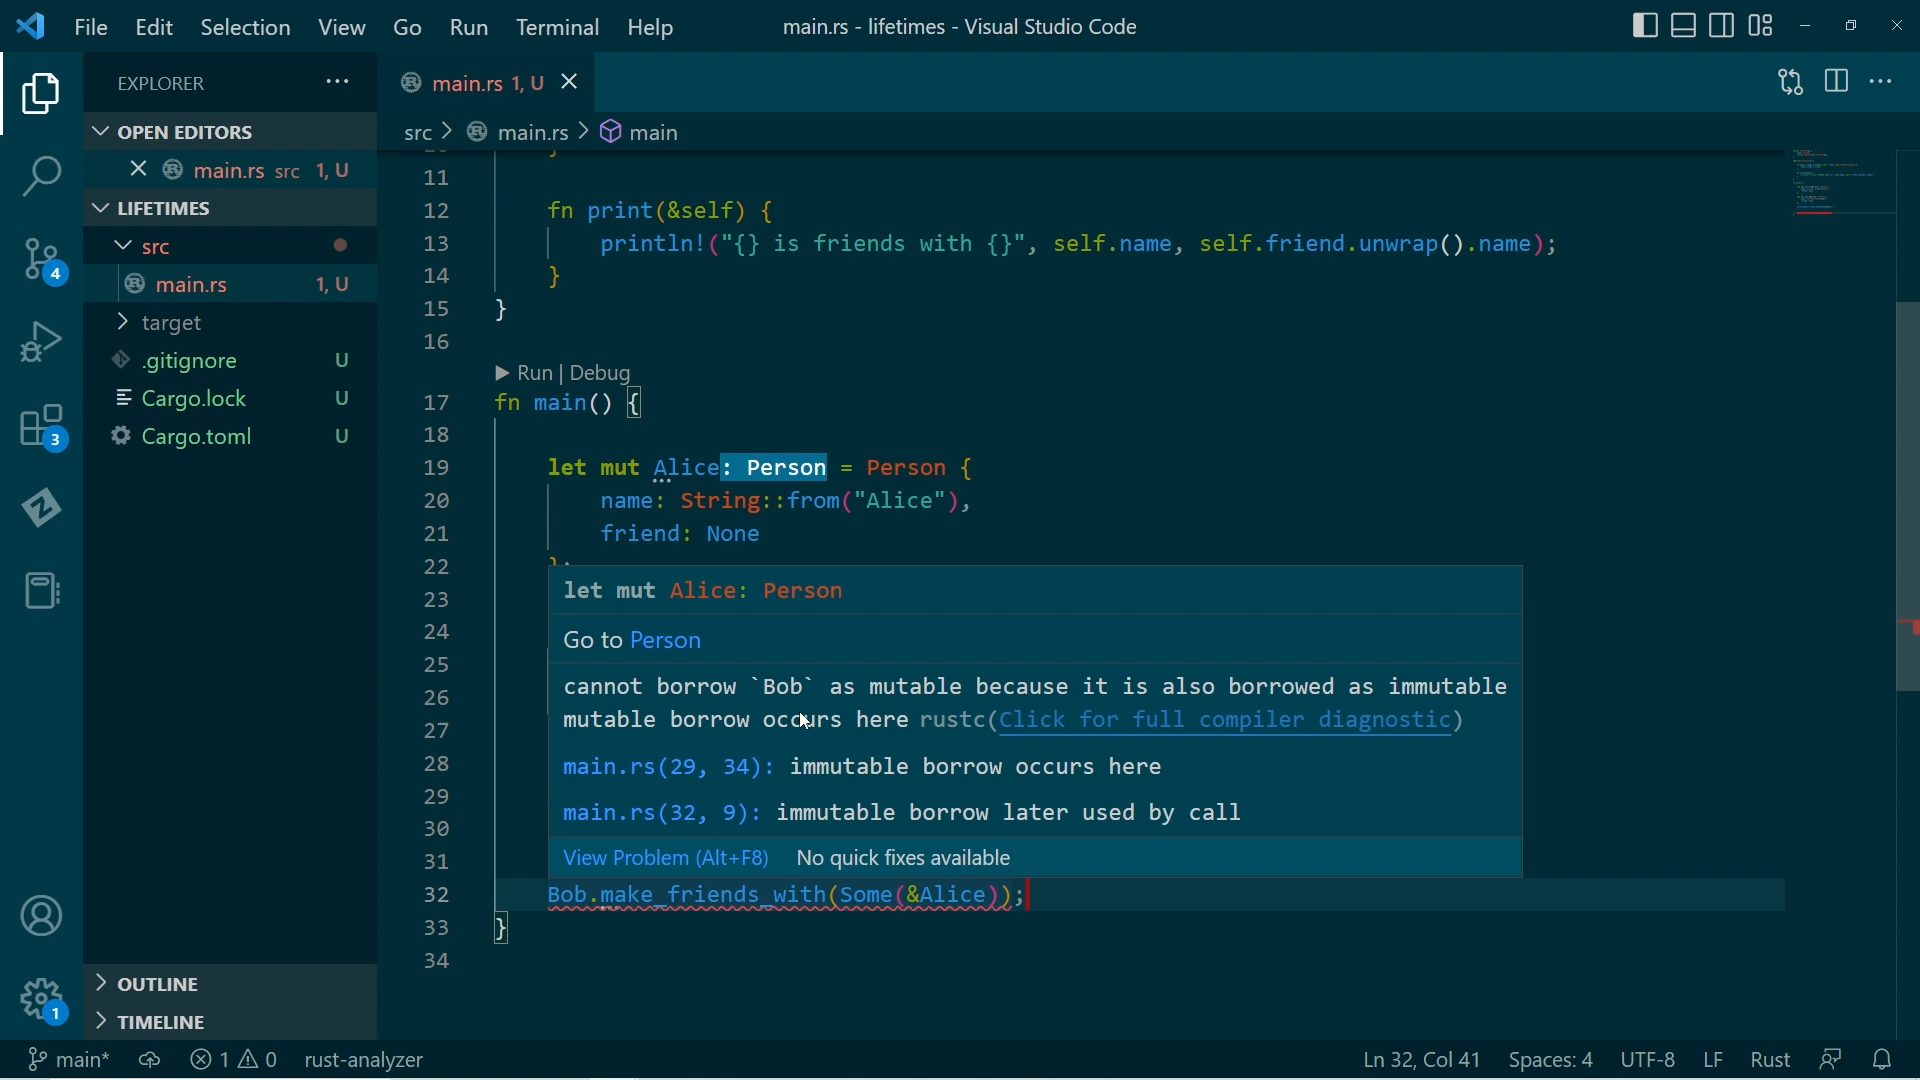 File Edit Selection View Go Run Terminal Help
main.rs - lifetimes - Visual Studio Code
EXPLORER
main.rs 1, U
OPEN EDITORS
src > main.rs > main
main.rs src 1, U
LIFETIMES
src
main.rs 1, U
target
.gitignore U
Cargo.lock U
Cargo.toml U
4
3
1
OUTLINE
TIMELINE
11
12 fn print(&self) {
13 println!("{} is friends with {}", self.name, self.friend.unwrap().name);
14 }
15 }
16
Run | Debug
17 fn main() {
18
19 let mut Alice: Person = Person {
20 name: String::from("Alice"),
21 friend: None
22
23
24
25
26
27
28
29
30
31
let mut Alice: Person
Go to Person
cannot borrow `Bob` as mutable because it is also borrowed as immutable
mutable borrow occurs here rustc(Click for full compiler diagnostic)
main.rs(29, 34): immutable borrow occurs here
main.rs(32, 9): immutable borrow later used by call
View Problem (Alt+F8) No quick fixes available
32 Bob.make_friends_with(Some(&Alice));
33 }
34
main* 1 0 rust-analyzer
Ln 32, Col 41 Spaces: 4 UTF-8 LF Rust